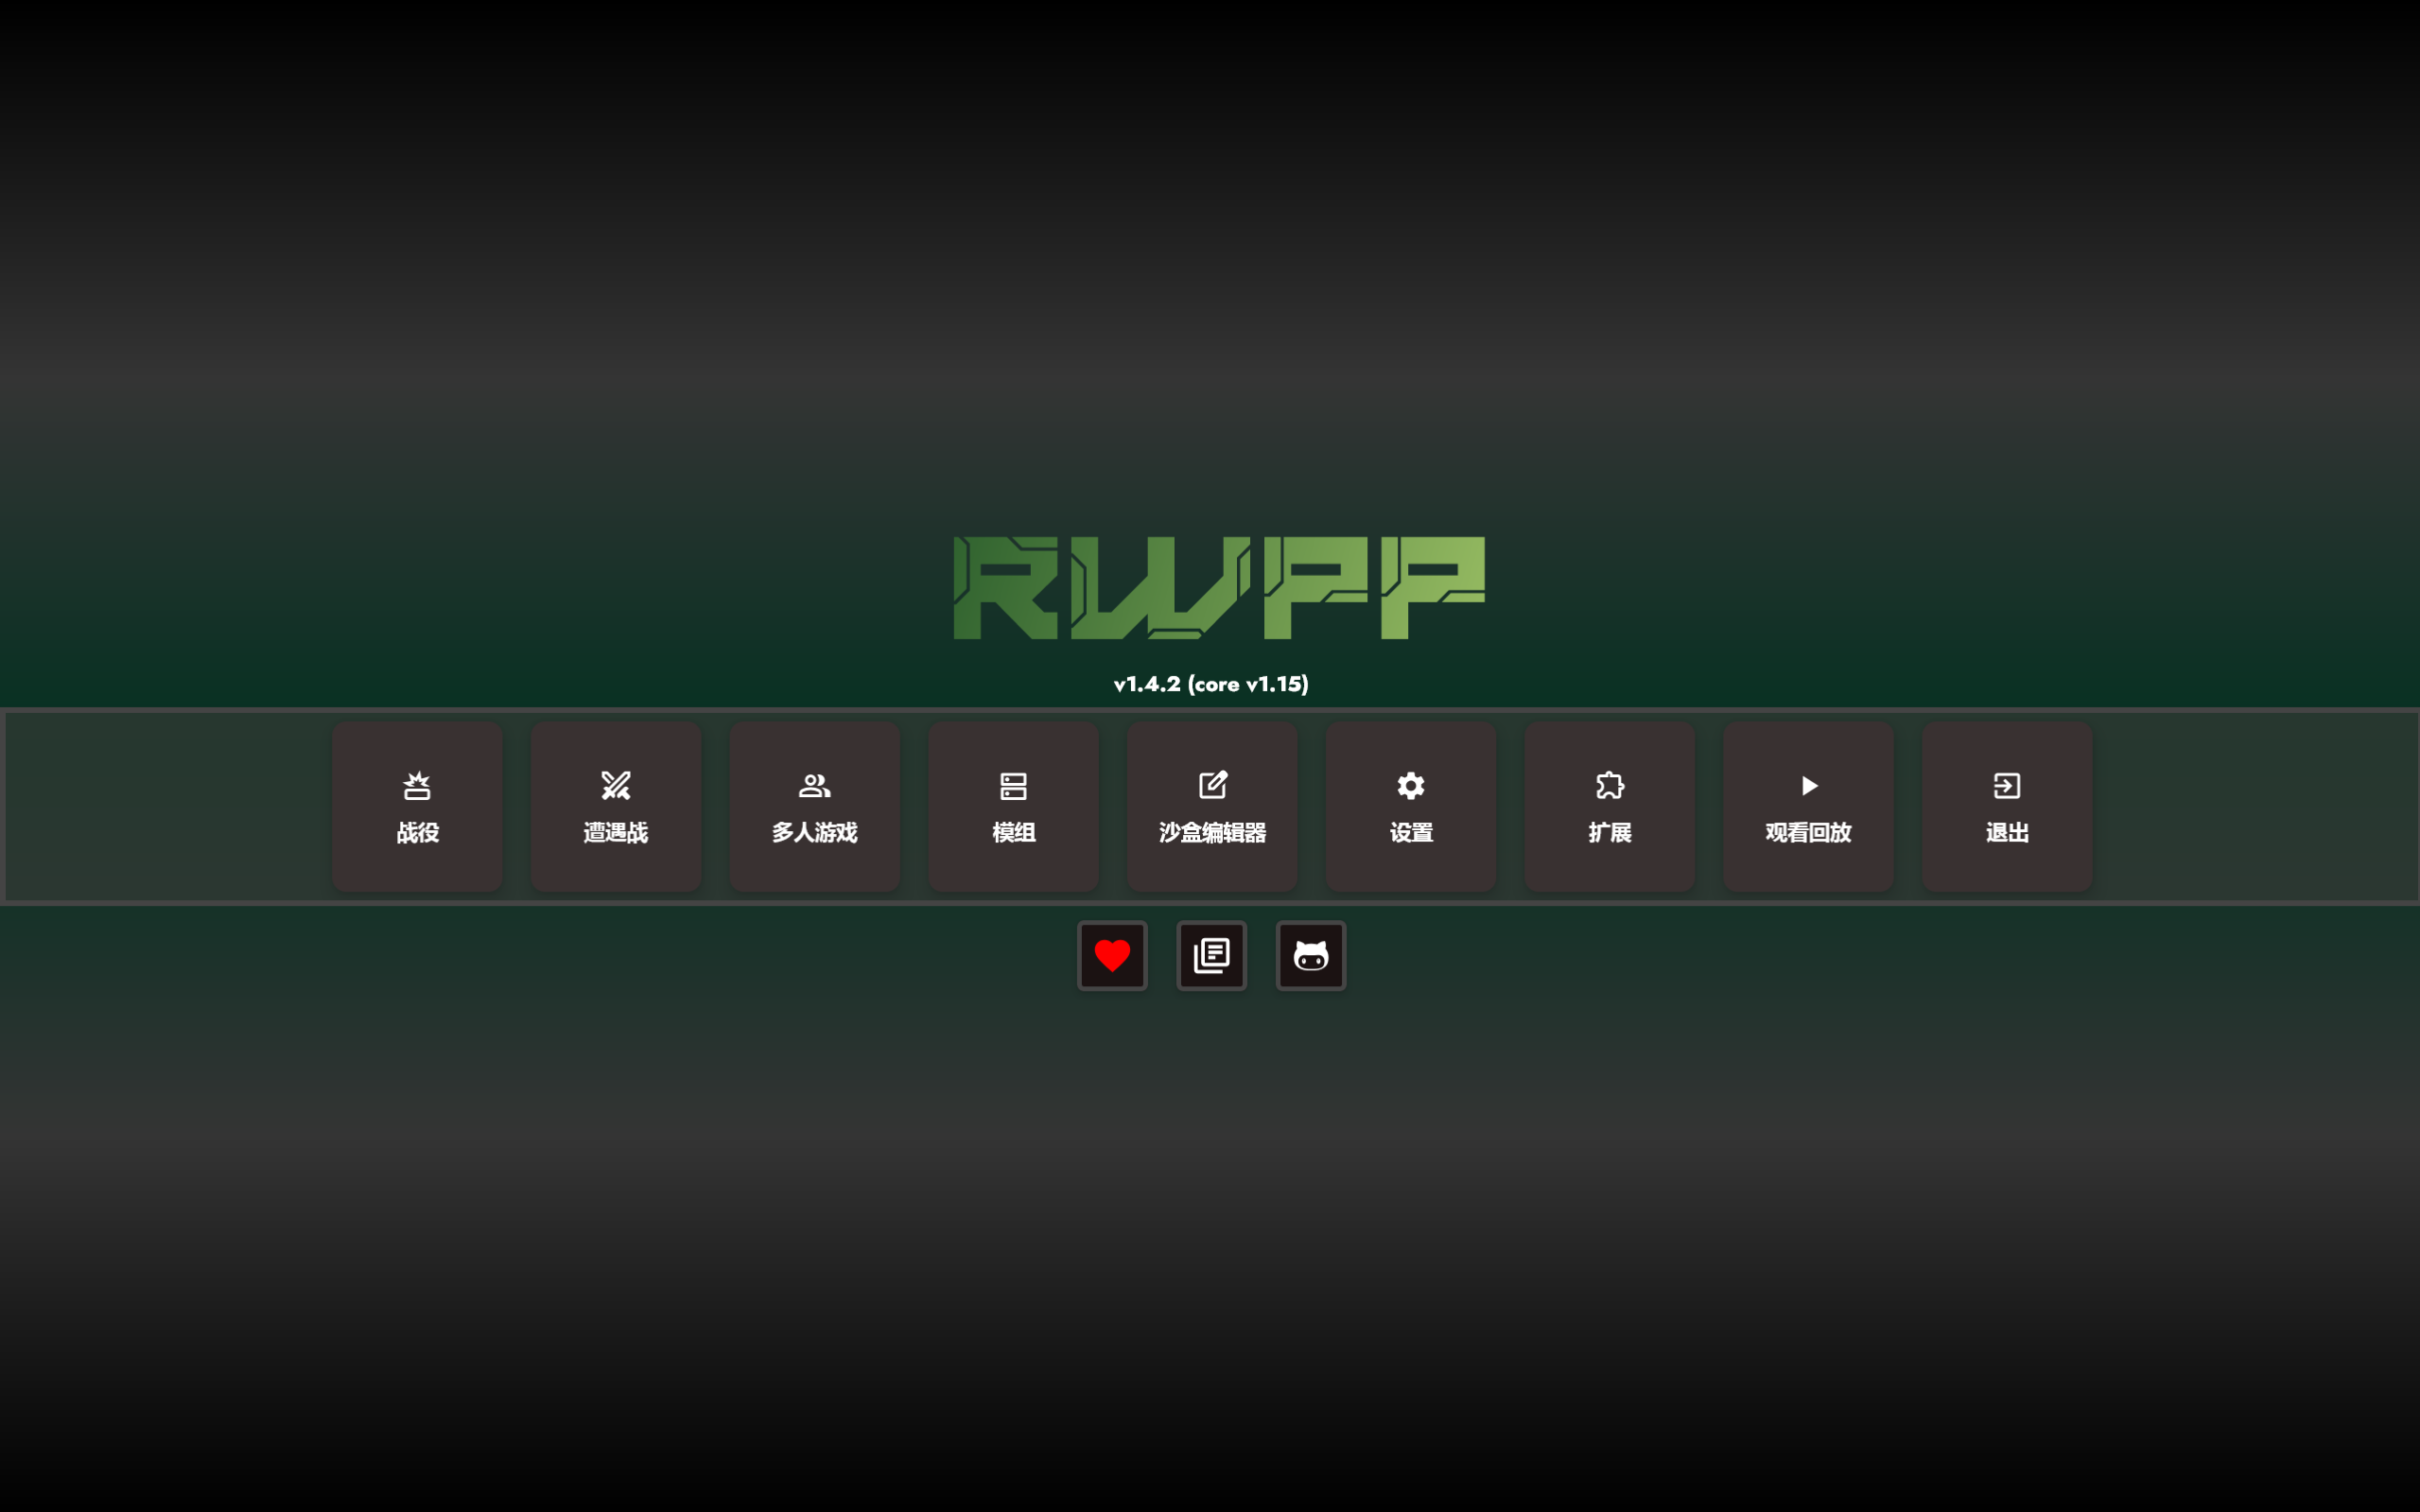 RWPP
v1.4.2 (core v1.15)
战役
遭遇战
多人游戏
模组
沙盒编辑器
设置
扩展
观看回放
退出